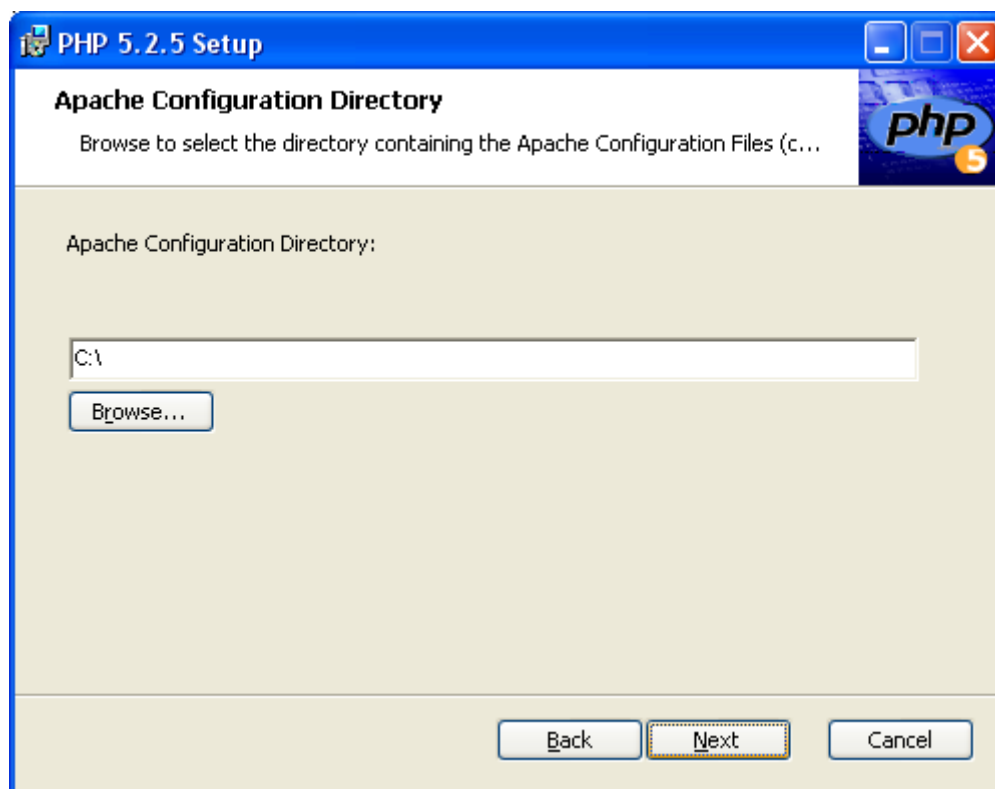 PHP 5.2.5 Setup
Apache Configuration Directory
Browse to select the directory containing the Apache Configuration Files (c...
php
5
Apache Configuration Directory:
C:\
Browse...
Back Next Cancel